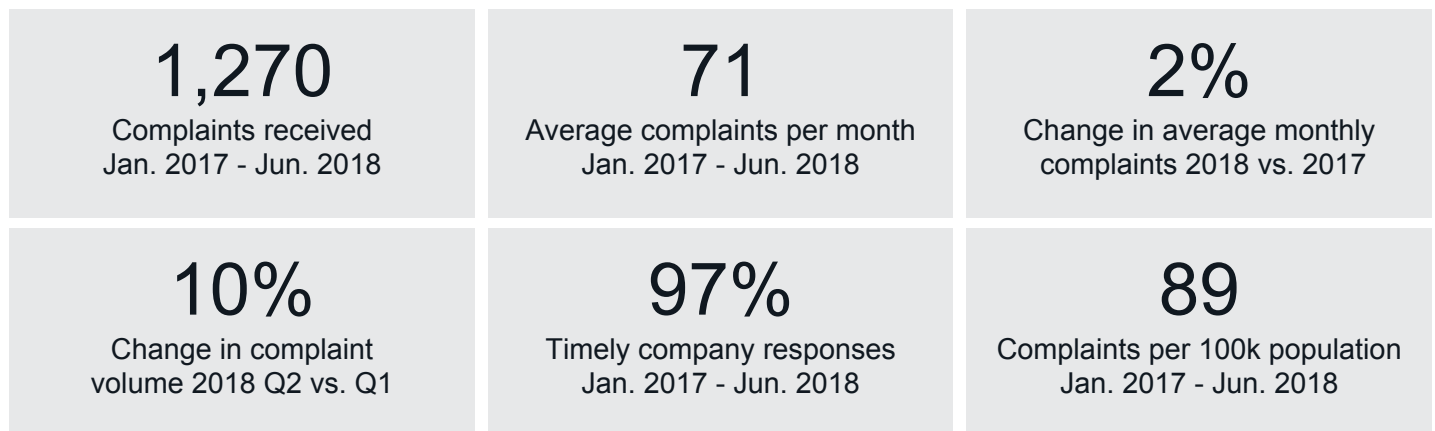 1,270
Complaints received
Jan. 2017 - Jun. 2018
71
Average complaints per month
Jan. 2017 - Jun. 2018
2%
Change in average monthly
complaints 2018 vs. 2017
10%
Change in complaint
volume 2018 Q2 vs. Q1
97%
Timely company responses
Jan. 2017 - Jun. 2018
89
Complaints per 100k population
Jan. 2017 - Jun. 2018